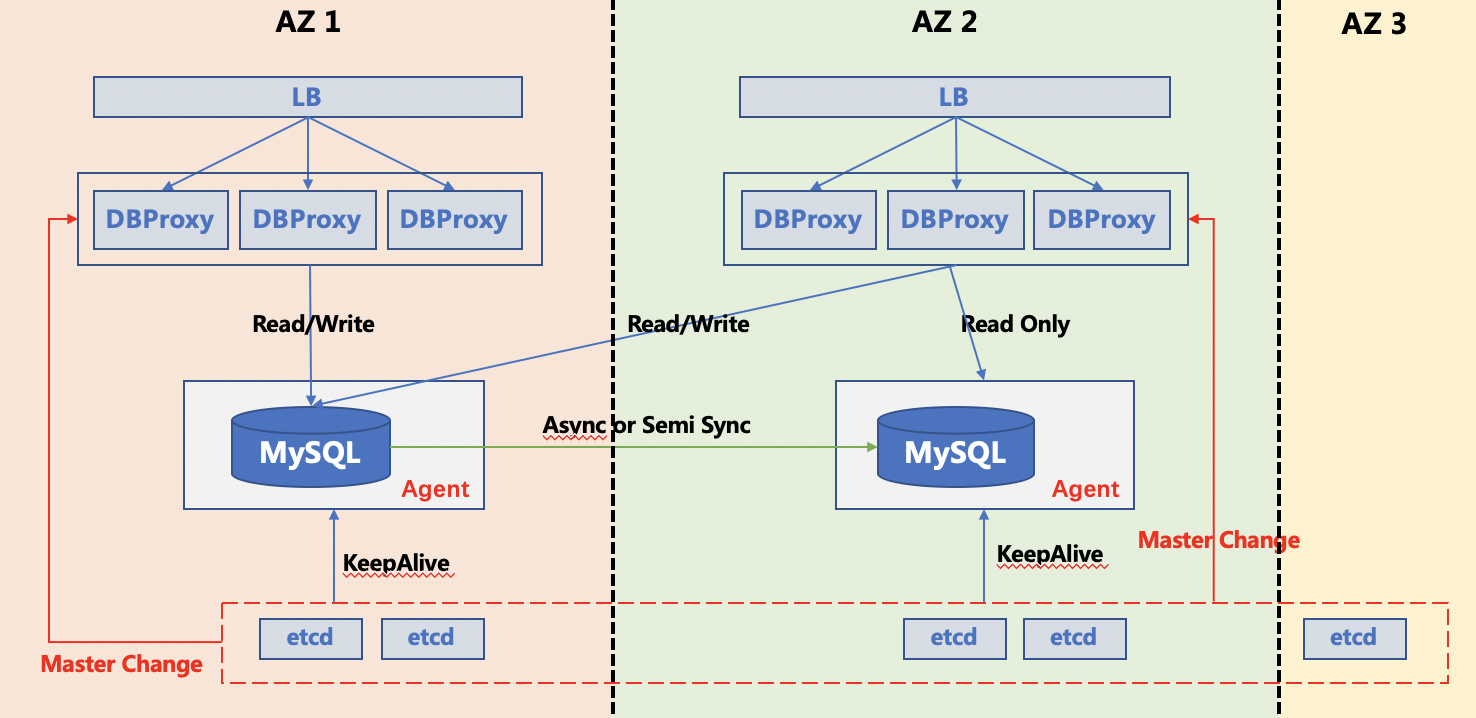 AZ 1
AZ 2
AZ 3
LB
LB
DBProxy
DBProxy
DBProxy
DBProxy
DBProxy
DBProxy
Read/Write
Read/Write
Read Only
Async or Semi Sync
MySQL
Agent
MySQL
Agent
KeepAlive
KeepAlive
Master Change
etcd
etcd
etcd
etcd
etcd
Master Change